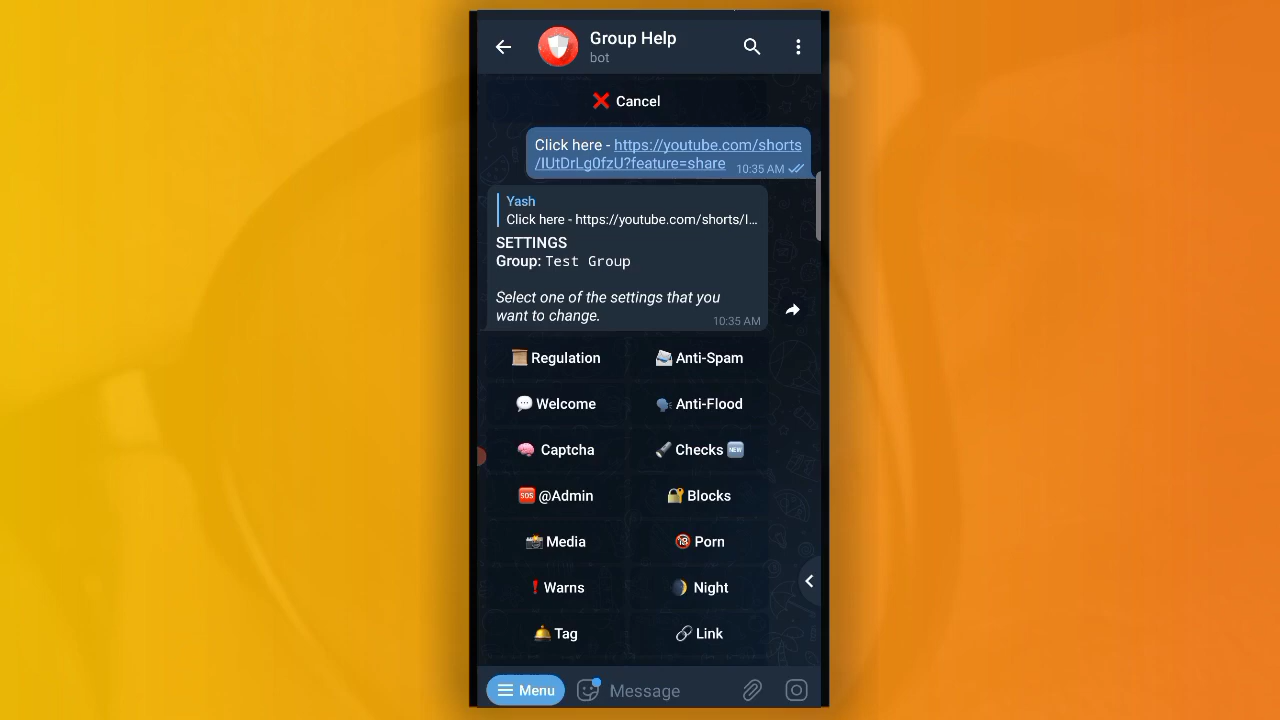 Group Help
bot
❌ Cancel
Click here - https://youtube.com/shorts
/IUtDrLg0fzU?feature=share 10:35 AM
Yash
Click here - https://youtube.com/shorts/I...
SETTINGS
Group: Test Group
Select one of the settings that you
want to change.
10:35 AM
Regulation
Anti-Spam
Welcome
Anti-Flood
Captcha
Checks NEW
SOS @Admin
Blocks
Media
18 Porn
Warns
Night
Tag
Link
Menu
Message